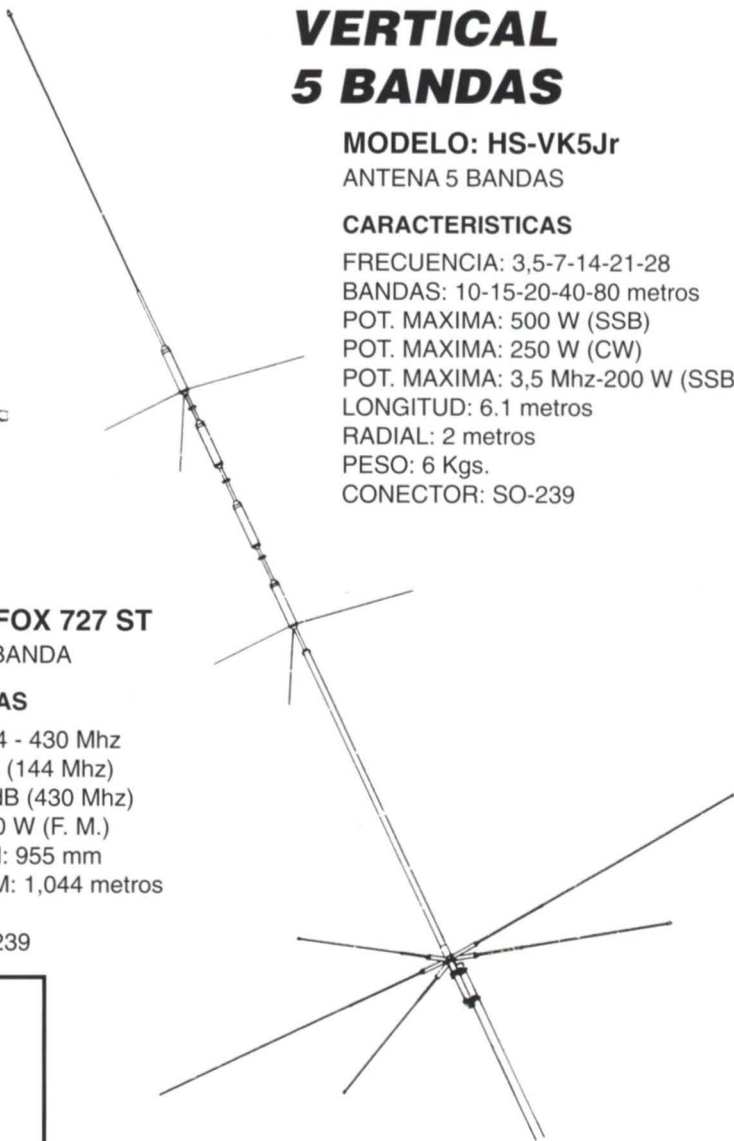 VERTICAL
5 BANDAS
MODELO: HS-VK5Jr
ANTENA 5 BANDAS
CARACTERISTICAS
FRECUENCIA: 3,5-7-14-21-28
BANDAS: 10-15-20-40-80 metros
POT. MAXIMA: 500 W (SSB)
POT. MAXIMA: 250 W (CW)
POT. MAXIMA: 3,5 Mhz-200 W (SSB
LONGITUD: 6.1 metros
RADIAL: 2 metros
PESO: 6 Kgs.
CONECTOR: SO-239
FOX 727 ST
BANDA
AS
4 - 430 Mhz
(144 Mhz)
dB (430 Mhz)
0 W (F. M.)
: 955 mm
M: 1,044 metros
239